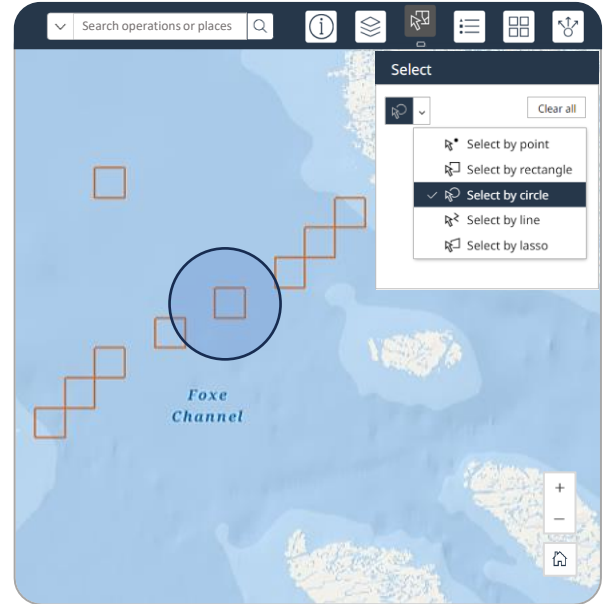 Search operations or places
Select
Clear all
Select by point
Select by rectangle
Select by circle
Select by line
Select by lasso
Foxe
Channel
+
−